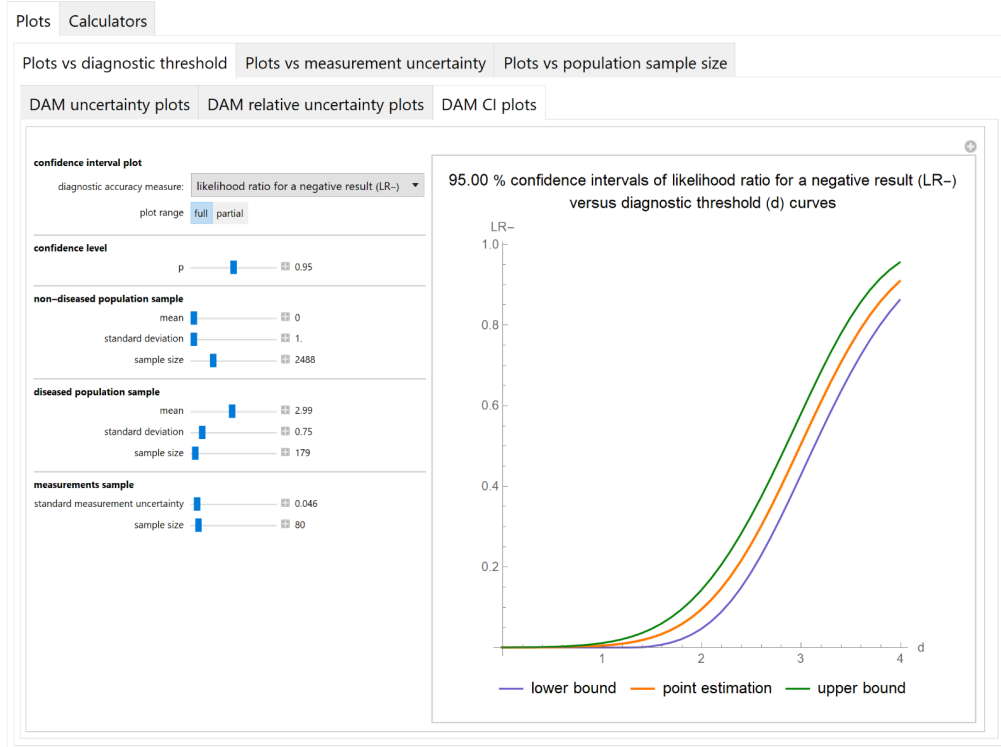 Plots Calculators
Plots vs diagnostic threshold Plots vs measurement uncertainty Plots vs population sample size
DAM uncertainty plots DAM relative uncertainty plots DAM CI plots
confidence interval plot
diagnostic accuracy measure: likelihood ratio for a negative result (LR−)
plot range full partial
confidence level
p 0.95
non−diseased population sample
mean 0
standard deviation 1.
sample size 2488
diseased population sample
mean 2.99
standard deviation 0.75
sample size 179
measurements sample
standard measurement uncertainty 0.046
sample size 80
95.00 % confidence intervals of likelihood ratio for a negative result (LR−)
versus diagnostic threshold (d) curves
LR−
1.0
0.8
0.6
0.4
0.2
1 2 3 4 d
lower bound point estimation upper bound